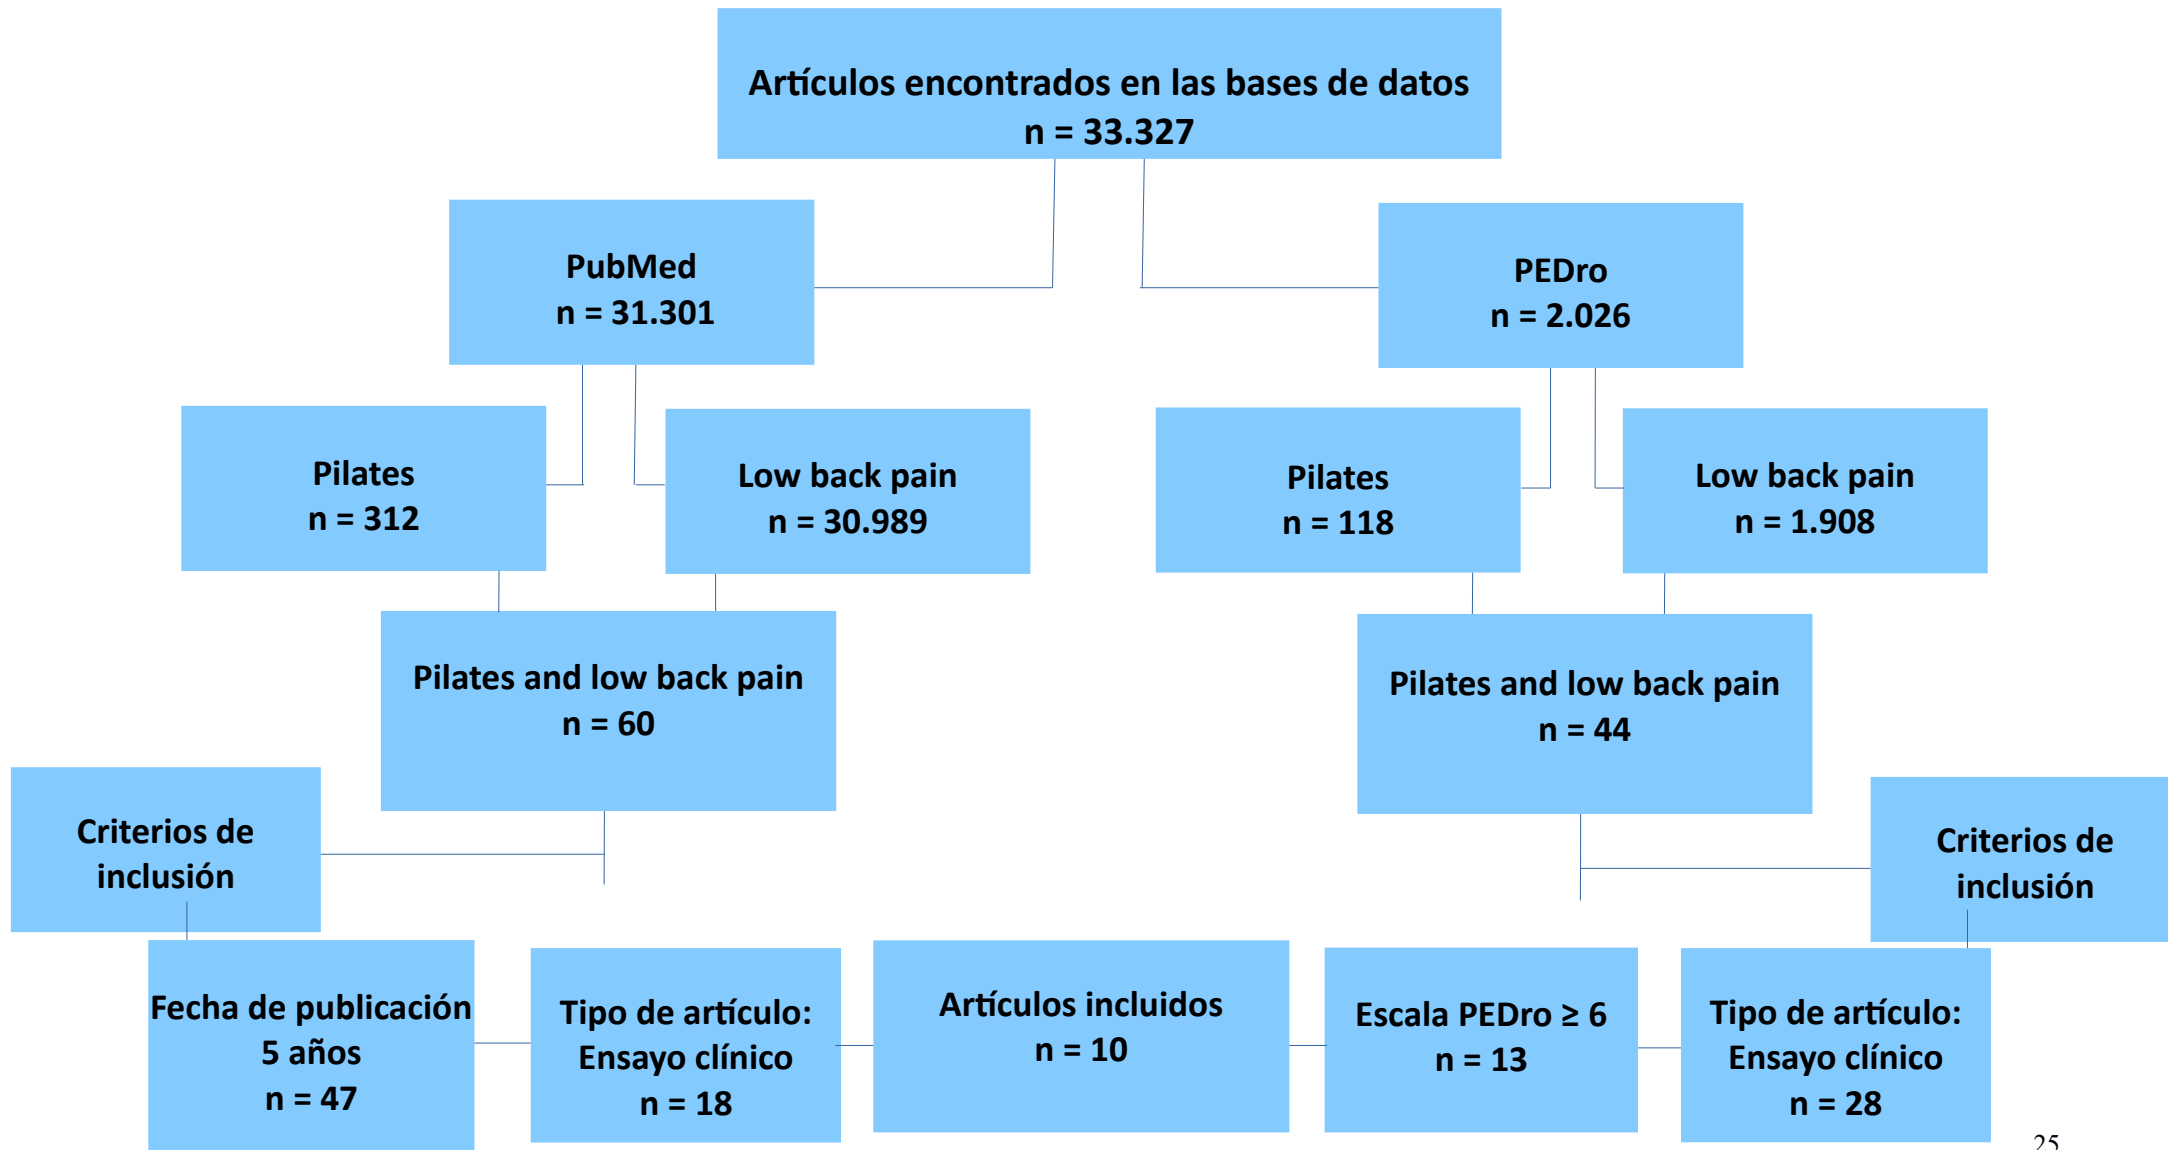 Artículos encontrados en las bases de datos
n = 33.327
PubMed
n = 31.301
PEDro
n = 2.026
Pilates
n = 312
Low back pain
n = 30.989
Pilates
n = 118
Low back pain
n = 1.908
Pilates and low back pain
n = 60
Pilates and low back pain
n = 44
Criterios de
inclusión
Criterios de
inclusión
Fecha de publicación
5 años
n = 47
Tipo de artículo:
Ensayo clínico
n = 18
Artículos incluidos
n = 10
Escala PEDro ≥ 6
n = 13
Tipo de artículo:
Ensayo clínico
n = 28
25